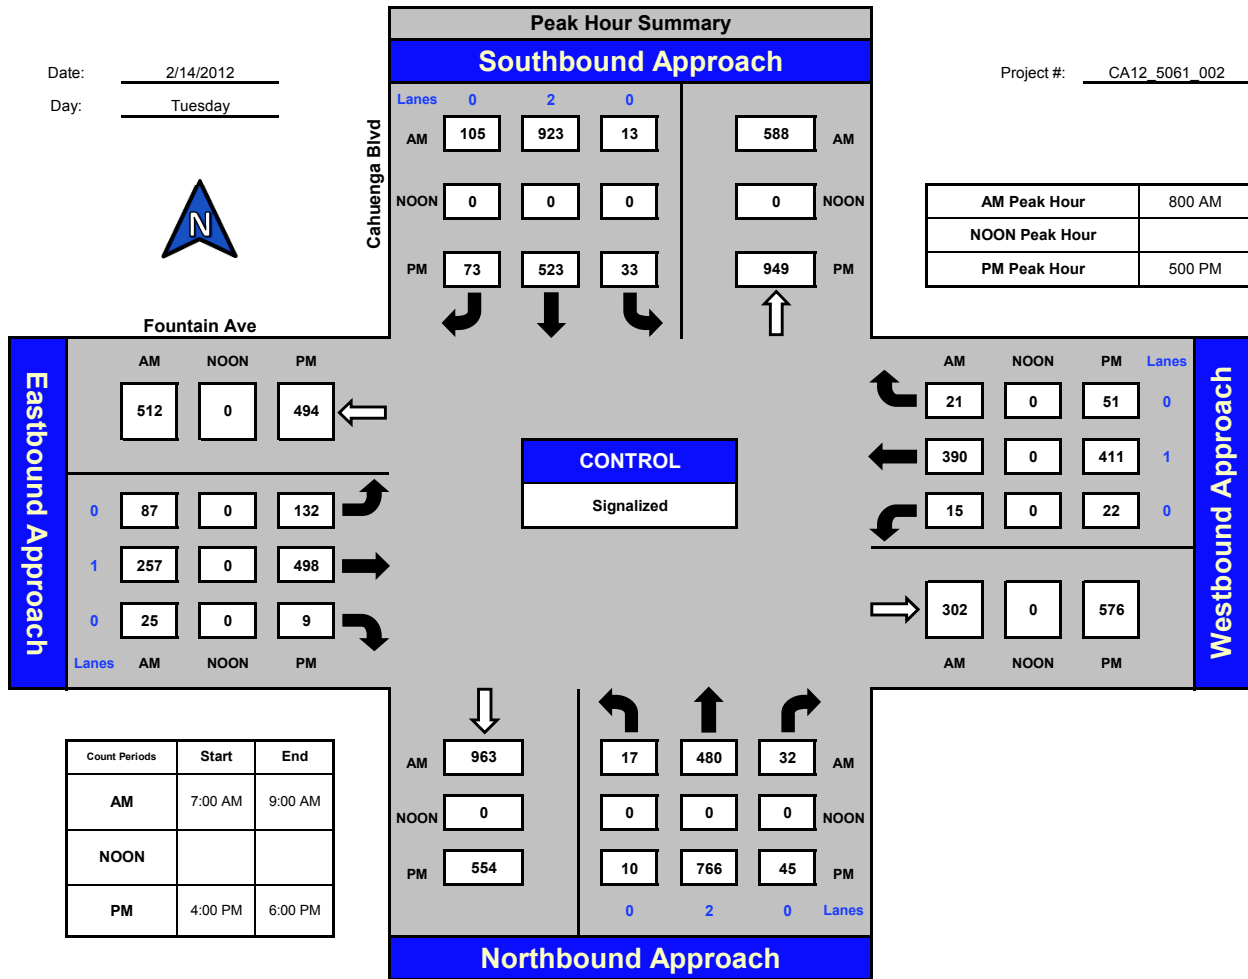 Peak Hour Summary
Southbound Approach
Date: 2/14/2012
Project #: CA12_5061_002
Day: Tuesday
Cahuenga Blvd
Lanes 0 2 0
AM 105 923 13 588 AM
NOON 0 0 0 0 NOON
PM 73 523 33 949 PM
N
AM Peak Hour 800 AM
NOON Peak Hour
PM Peak Hour 500 PM
Fountain Ave
Eastbound Approach
AM NOON PM
512 0 494
0 87 0 132
1 257 0 498
0 25 0 9
Lanes AM NOON PM
CONTROL
Signalized
AM NOON PM Lanes
21 0 51 0
390 0 411 1
15 0 22 0
302 0 576
AM NOON PM
Westbound Approach
AM 963 17 480 32 AM
NOON 0 0 0 0 NOON
PM 554 10 766 45 PM
0 2 0 Lanes
Northbound Approach
Count Periods Start End
AM 7:00 AM 9:00 AM
NOON
PM 4:00 PM 6:00 PM